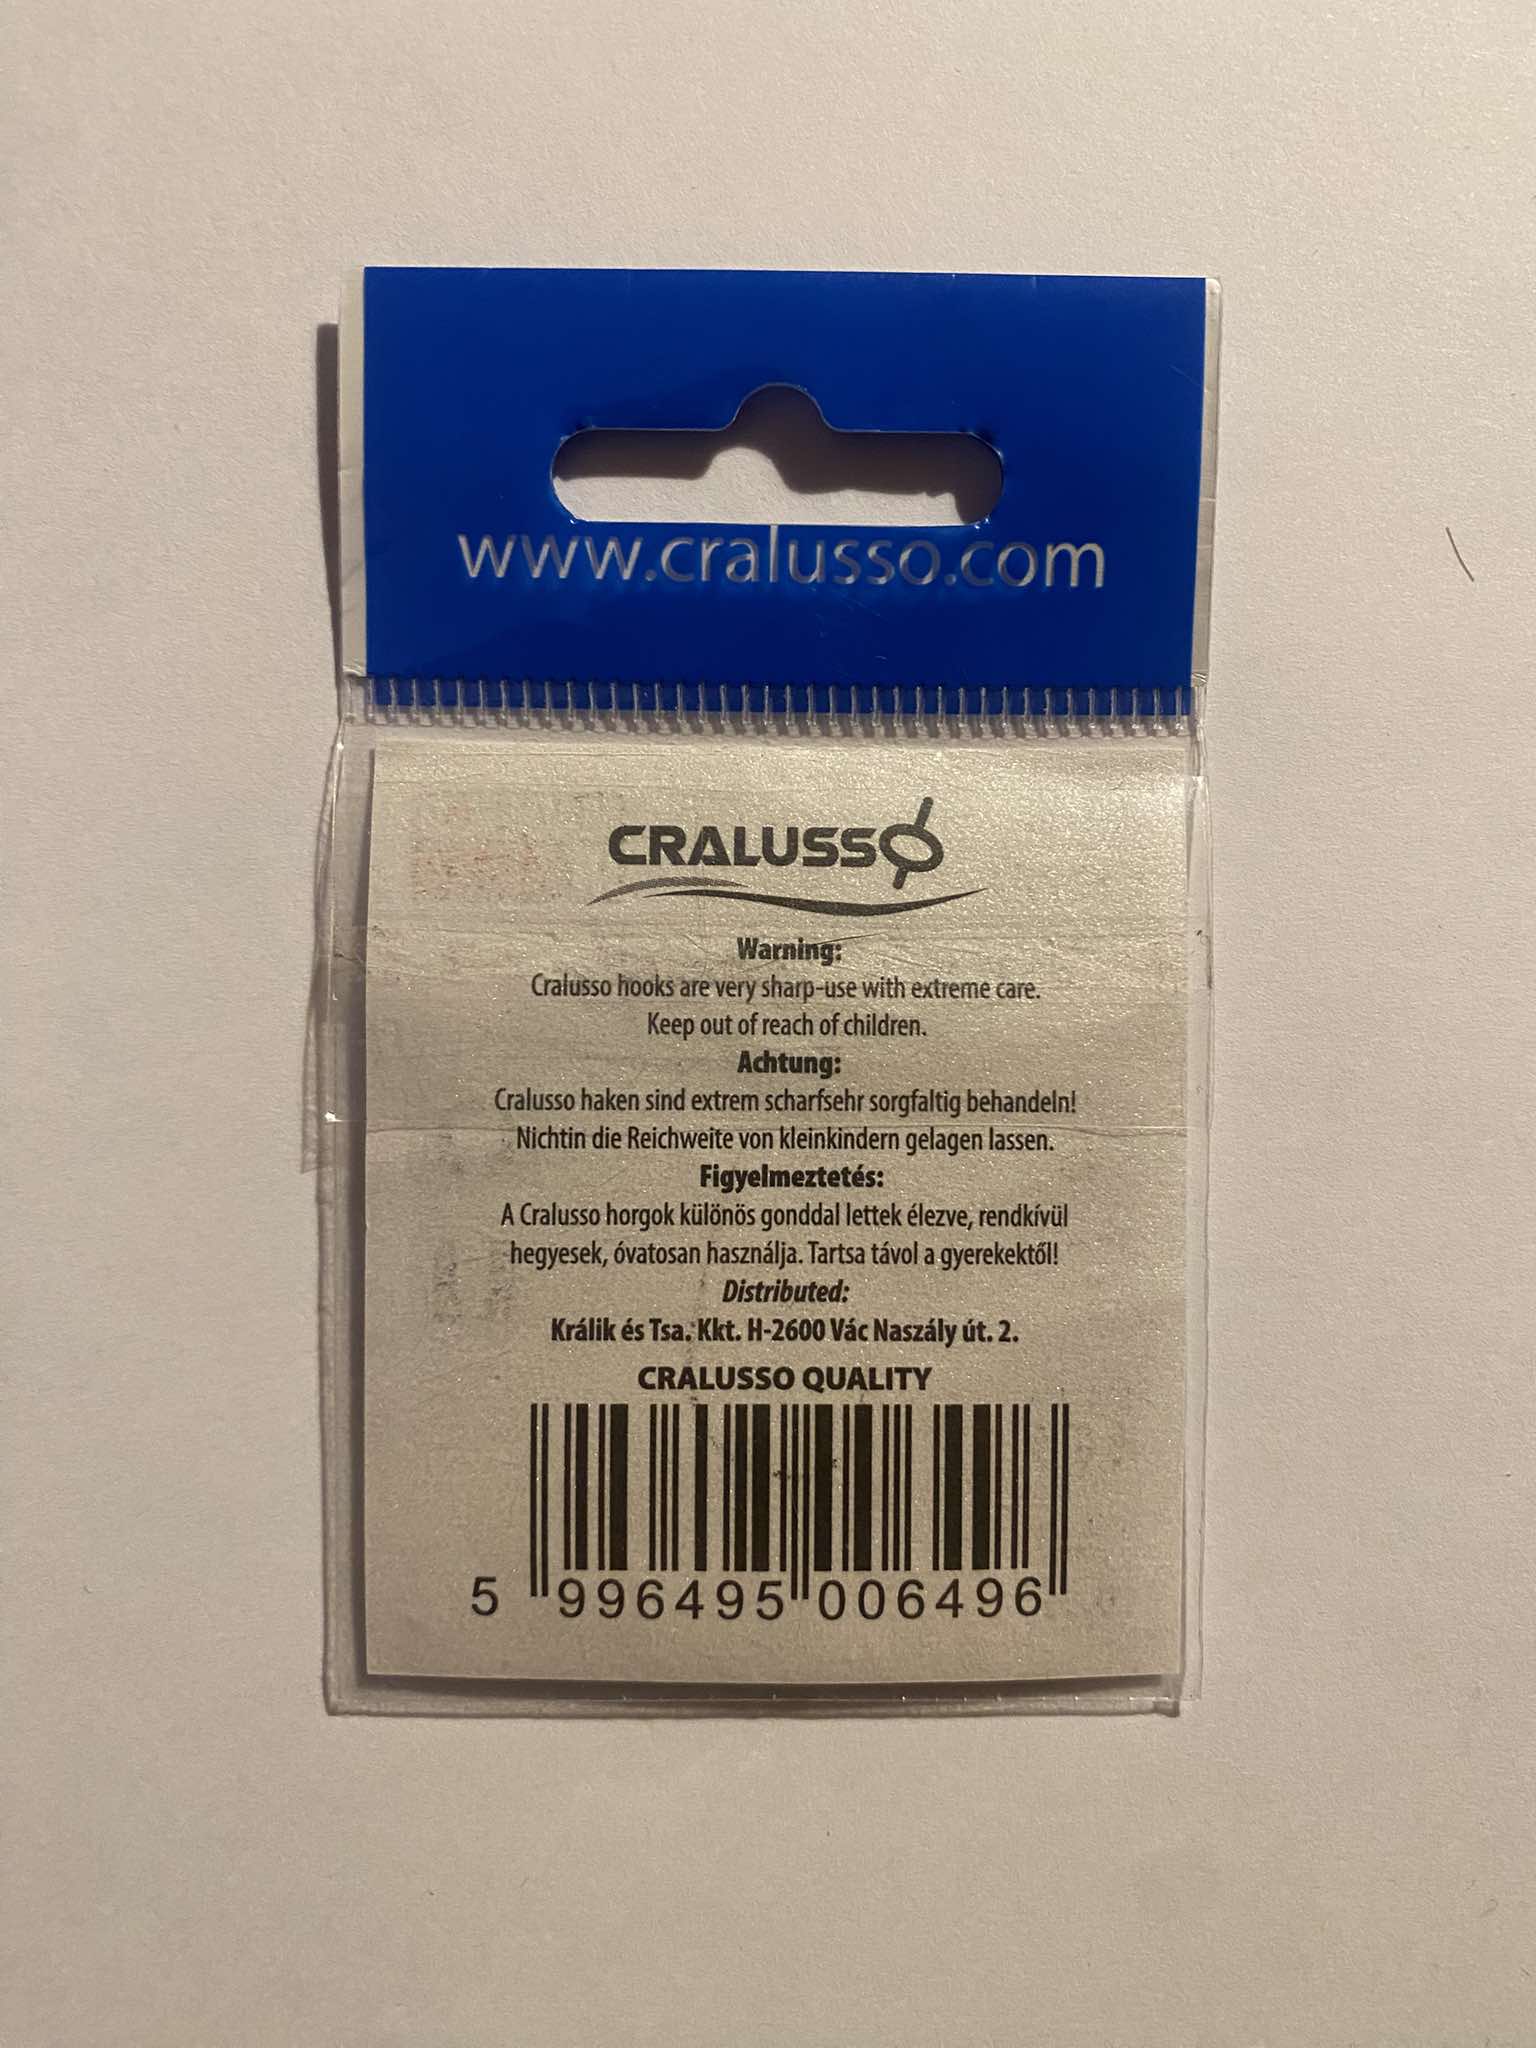 www.cralusso.com
CRALUSSO
Warning:
Cralusso hooks are very sharp-use with extreme care.
Keep out of reach of children.
Achtung:
Cralusso haken sind extrem scharfsehr sorgfaltig behandeln!
Nichtin die Reichweite von kleinkindern gelagen lassen.
Figyelmeztetés:
A Cralusso horgok különös gonddal lettek élezve, rendkívül
hegyesek, óvatosan használja. Tartsa távol a gyerekektől!
Distributed:
Králik és Tsa. Kkt. H-2600 Vác Naszály út. 2.
CRALUSSO QUALITY
5 996495 006496